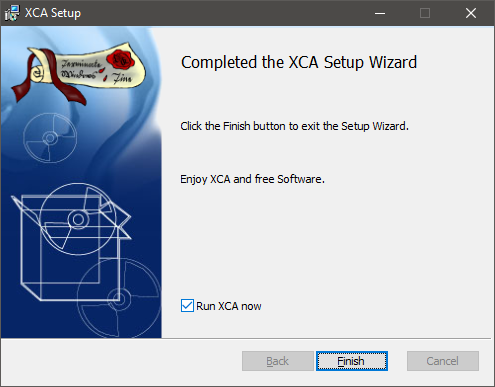 XCA Setup
Completed the XCA Setup Wizard
Click the Finish button to exit the Setup Wizard.
Enjoy XCA and free Software.
Run XCA now
Back
Finish
Cancel